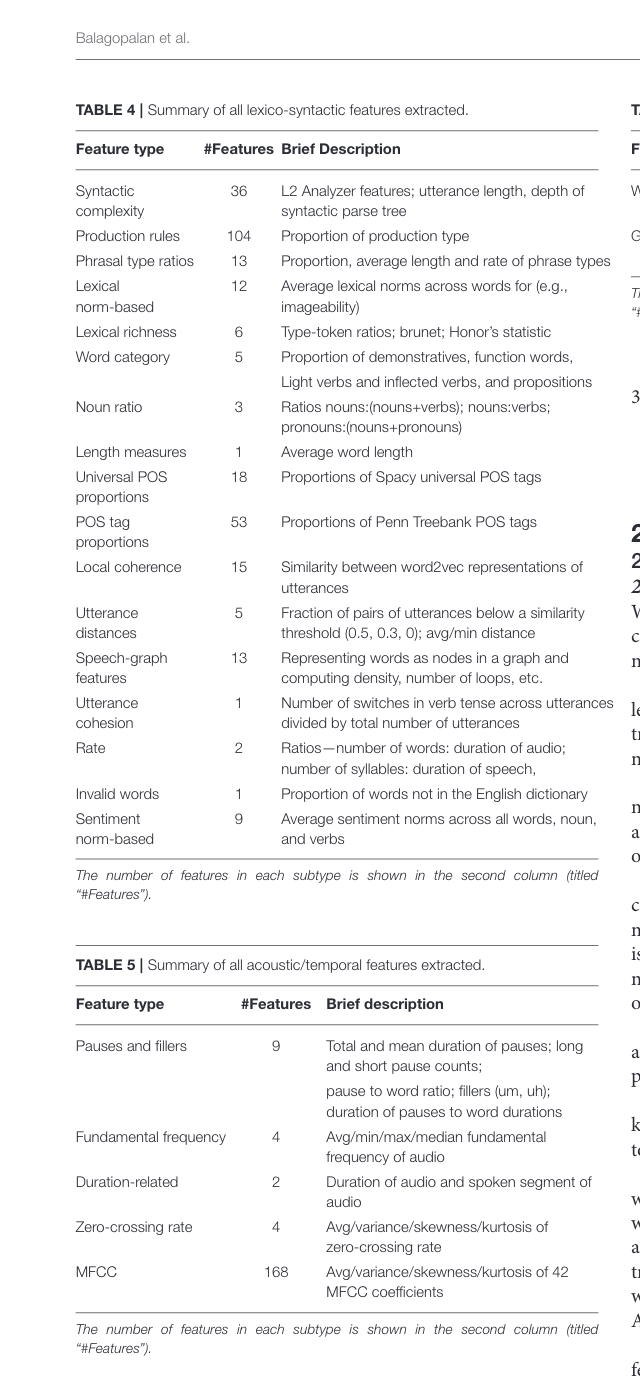 Balagopalan et al.
TABLE 4 | Summary of all lexico-syntactic features extracted.
Feature type #Features Brief Description
Syntactic 36 L2 Analyzer features; utterance length, depth of
complexity syntactic parse tree
Production rules 104 Proportion of production type
Phrasal type ratios 13 Proportion, average length and rate of phrase types
Lexical 12 Average lexical norms across words for (e.g.,
norm-based imageability)
Lexical richness 6 Type-token ratios; brunet; Honor’s statistic
Word category 5 Proportion of demonstratives, function words,
Light verbs and inflected verbs, and propositions
Noun ratio 3 Ratios nouns:(nouns+verbs); nouns:verbs;
pronouns:(nouns+pronouns)
Length measures 1 Average word length
Universal POS 18 Proportions of Spacy universal POS tags
proportions
POS tag 53 Proportions of Penn Treebank POS tags
proportions
Local coherence 15 Similarity between word2vec representations of
utterances
Utterance 5 Fraction of pairs of utterances below a similarity
distances threshold (0.5, 0.3, 0); avg/min distance
Speech-graph 13 Representing words as nodes in a graph and
features computing density, number of loops, etc.
Utterance 1 Number of switches in verb tense across utterances
cohesion divided by total number of utterances
Rate 2 Ratios—number of words: duration of audio;
number of syllables: duration of speech,
Invalid words 1 Proportion of words not in the English dictionary
Sentiment 9 Average sentiment norms across all words, noun,
norm-based and verbs
The number of features in each subtype is shown in the second column (titled
“#Features”).
TABLE 5 | Summary of all acoustic/temporal features extracted.
Feature type #Features Brief description
Pauses and fillers 9 Total and mean duration of pauses; long
and short pause counts;
pause to word ratio; fillers (um, uh);
duration of pauses to word durations
Fundamental frequency 4 Avg/min/max/median fundamental
frequency of audio
Duration-related 2 Duration of audio and spoken segment of
audio
Zero-crossing rate 4 Avg/variance/skewness/kurtosis of
zero-crossing rate
MFCC 168 Avg/variance/skewness/kurtosis of 42
MFCC coefficients
The number of features in each subtype is shown in the second column (titled
“#Features”).